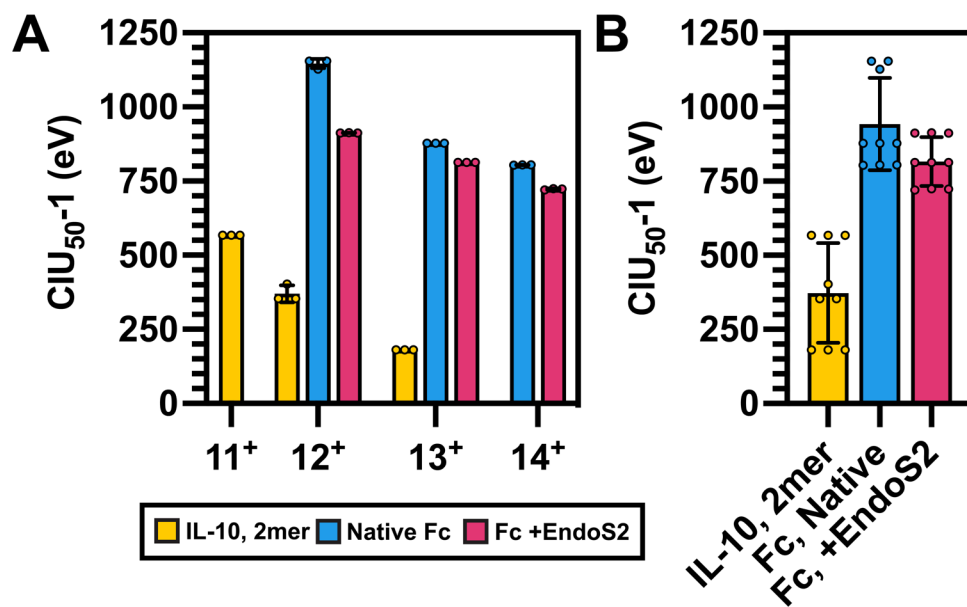 A
CIU₅₀-1 (eV)
1250
1000
750
500
250
0
11⁺ 12⁺ 13⁺ 14⁺
IL-10, 2mer Native Fc Fc +EndoS2
B
CIU₅₀-1 (eV)
1250
1000
750
500
250
0
IL-10, 2mer
Fc, Native
Fc, +EndoS2